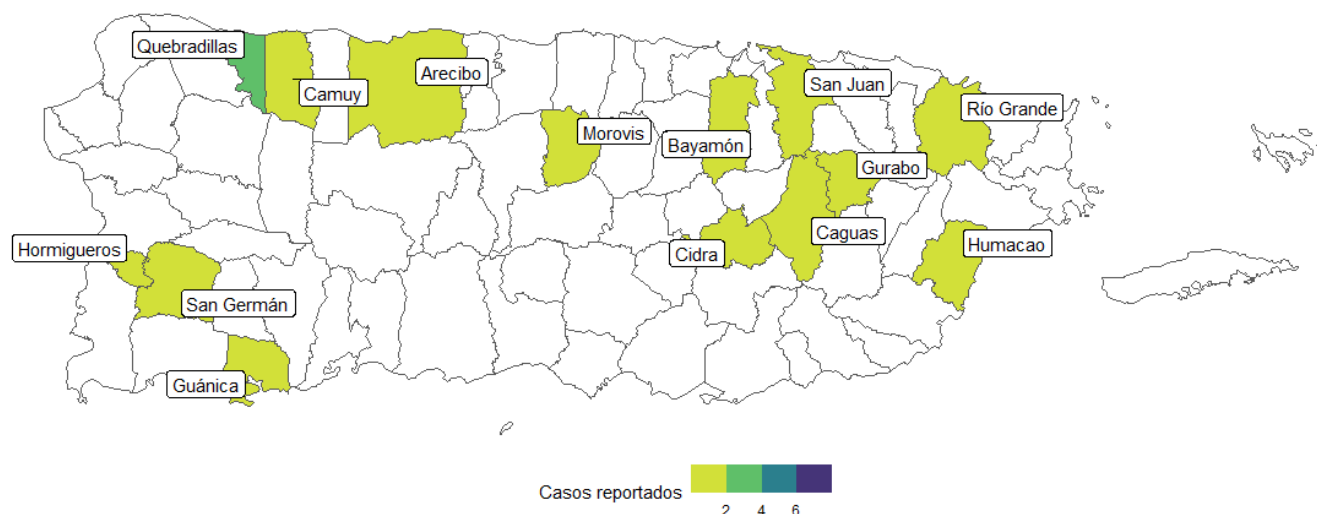 Quebradillas
Camuy
Arecibo
San Juan
Río Grande
Morovis
Bayamón
Gurabo
Hormigueros
Cidra
Caguas
Humacao
San Germán
Guánica
Casos reportados
2 4 6